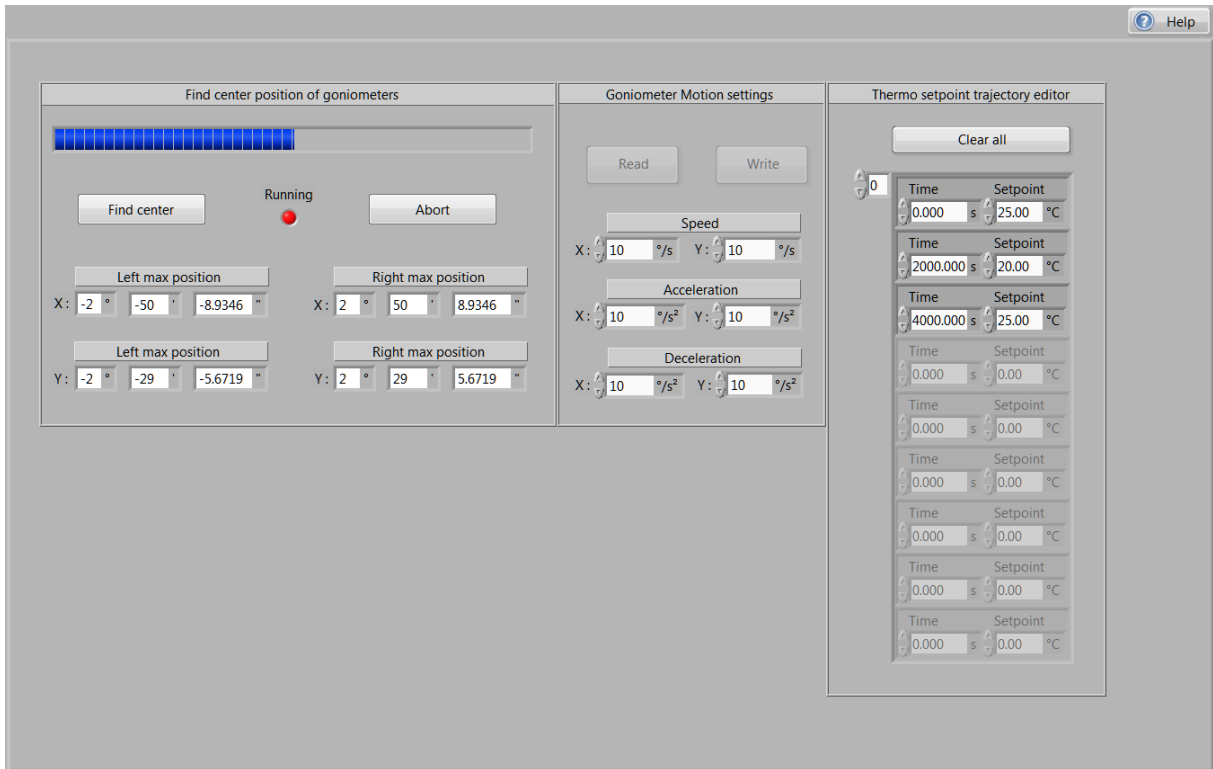 Help
Find center position of goniometers
Find center
Running
Abort
Left max position
Right max position
X: -2 ° -50 ' -8.9346 "
X: 2 ° 50 ' 8.9346 "
Left max position
Right max position
Y: -2 ° -29 ' -5.6719 "
Y: 2 ° 29 ' 5.6719 "
Goniometer Motion settings
Read
Write
Speed
X: 10 °/s Y: 10 °/s
Acceleration
X: 10 °/s² Y: 10 °/s²
Deceleration
X: 10 °/s² Y: 10 °/s²
Thermo setpoint trajectory editor
Clear all
0
Time Setpoint
0.000 s 25.00 °C
Time Setpoint
2000.000 s 20.00 °C
Time Setpoint
4000.000 s 25.00 °C
Time Setpoint
0.000 s 0.00 °C
Time Setpoint
0.000 s 0.00 °C
Time Setpoint
0.000 s 0.00 °C
Time Setpoint
0.000 s 0.00 °C
Time Setpoint
0.000 s 0.00 °C
Time Setpoint
0.000 s 0.00 °C